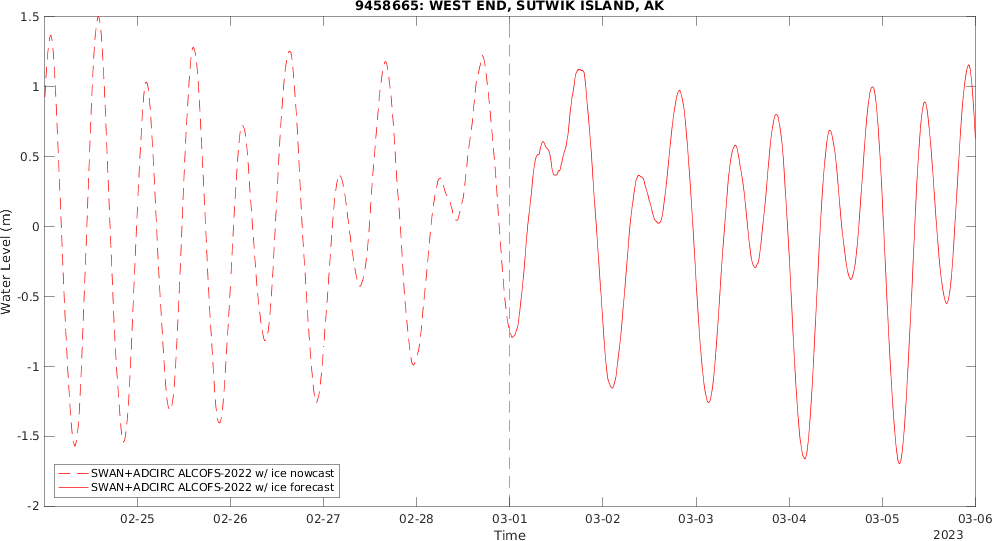 9458665: WEST END, SUTWIK ISLAND, AK
1.5
1
0.5
0
-0.5
-1
-1.5
-2
Water Level (m)
SWAN+ADCIRC ALCOFS-2022 w/ ice nowcast
SWAN+ADCIRC ALCOFS-2022 w/ ice forecast
02-25 02-26 02-27 02-28 03-01 03-02 03-03 03-04 03-05 03-06
Time
2023